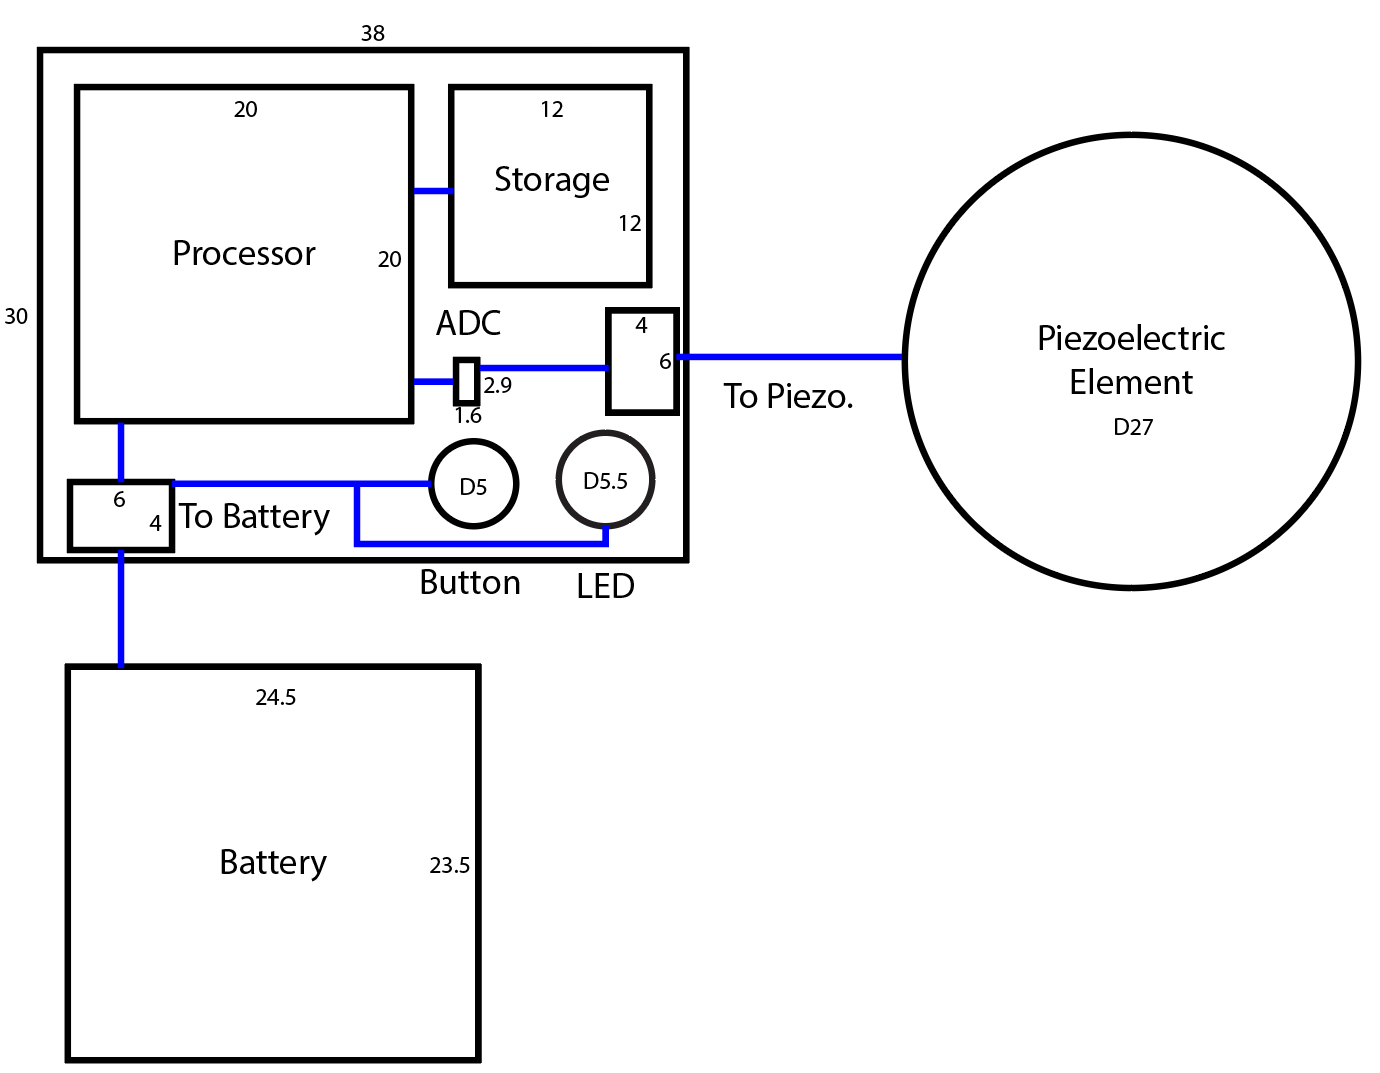 38
20
12
Storage
12
Processor
20
30
ADC
4
6
2.9
1.6
To Piezo.
Piezoelectric
Element
D27
6
4
To Battery
D5
D5.5
Button
LED
24.5
Battery
23.5